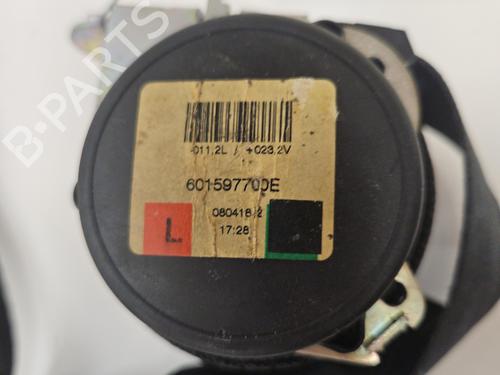 B-PARTS
-011,2L / +023,2V
601597700E
L
080418 2
17:28